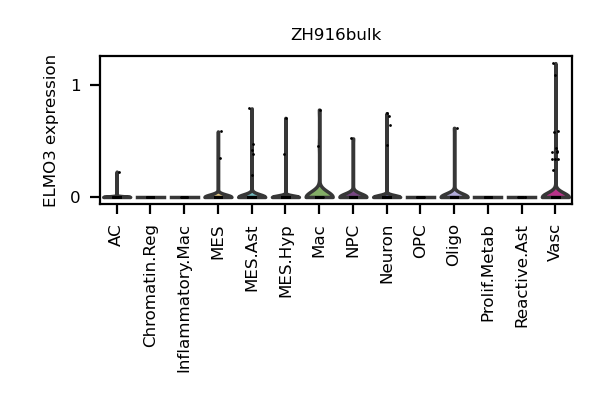 ZH916bulk
ELMO3 expression
1
0
AC
Chromatin.Reg
Inflammatory.Mac
MES
MES.Ast
MES.Hyp
Mac
NPC
Neuron
OPC
Oligo
Prolif.Metab
Reactive.Ast
Vasc